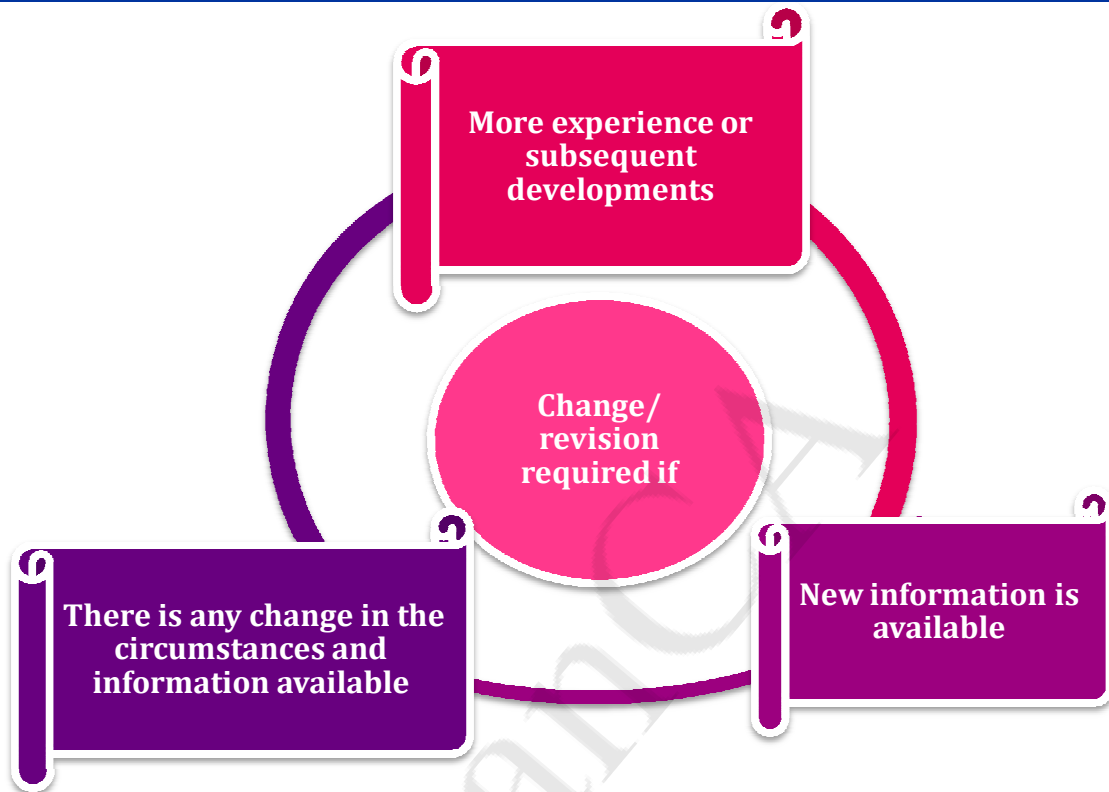 More experience or
subsequent
developments
Change/
revision
required if
There is any change in the
circumstances and
information available
New information is
available